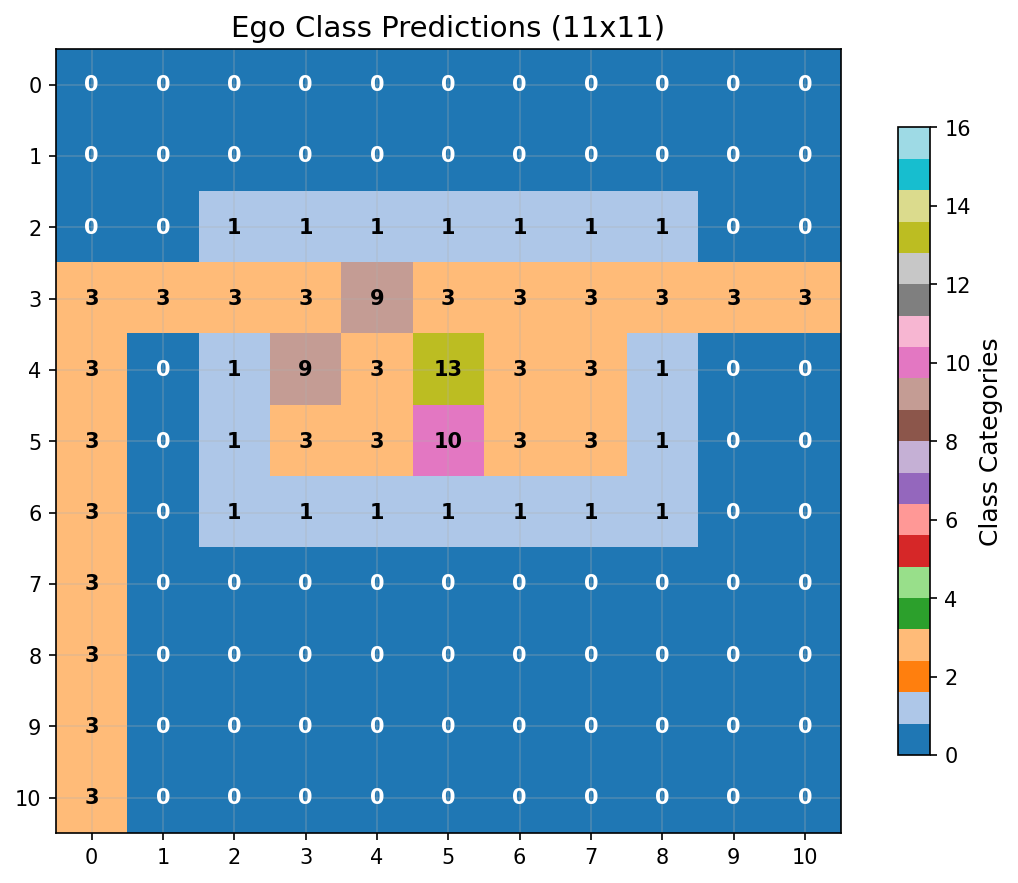 Ego Class Predictions (11x11)
0 0 0 0 0 0 0 0 0 0 0 0
1 0 0 0 0 0 0 0 0 0 0 0
2 0 0 1 1 1 1 1 1 1 0 0
3 3 3 3 3 9 3 3 3 3 3 3
4 3 0 1 9 3 13 3 3 1 0 0
5 3 0 1 3 3 10 3 3 1 0 0
6 3 0 1 1 1 1 1 1 1 0 0
7 3 0 0 0 0 0 0 0 0 0 0
8 3 0 0 0 0 0 0 0 0 0 0
9 3 0 0 0 0 0 0 0 0 0 0
10 3 0 0 0 0 0 0 0 0 0 0
0 1 2 3 4 5 6 7 8 9 10
16
14
12
10
8
6
4
2
0
Class Categories